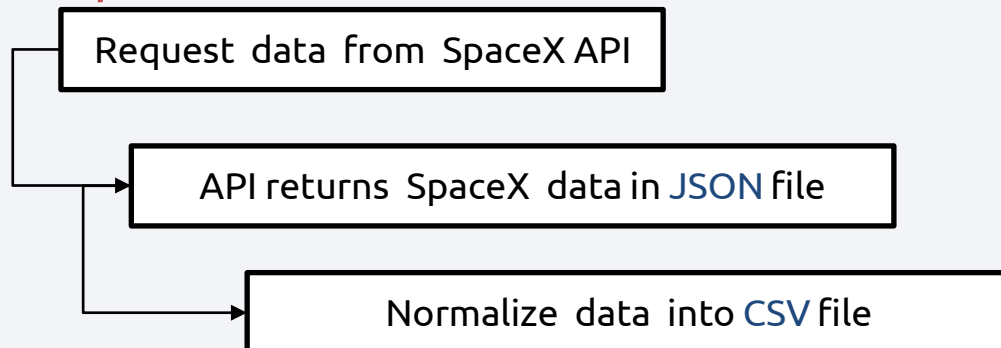 Request data from SpaceX API
API returns SpaceX data in JSON file
Normalize data into CSV file